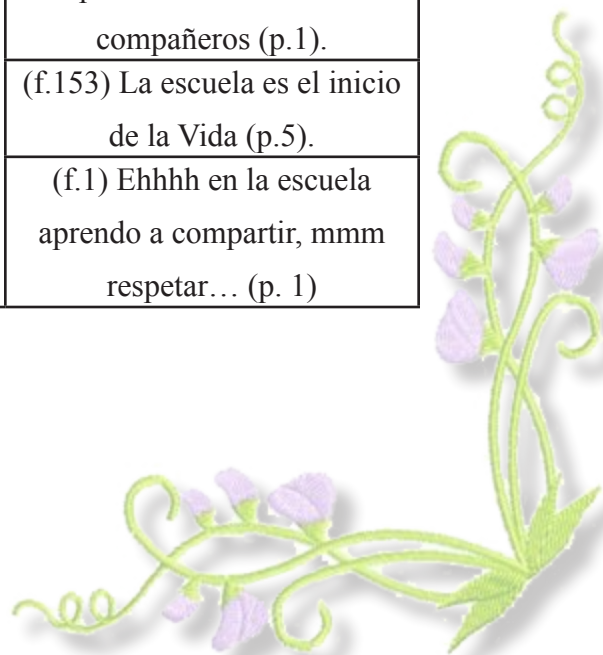 compañeros (p.1).
(f.153) La escuela es el inicio
de la Vida (p.5).
(f.1) Ehhhh en la escuela
aprendo a compartir, mmm
respetar… (p. 1)